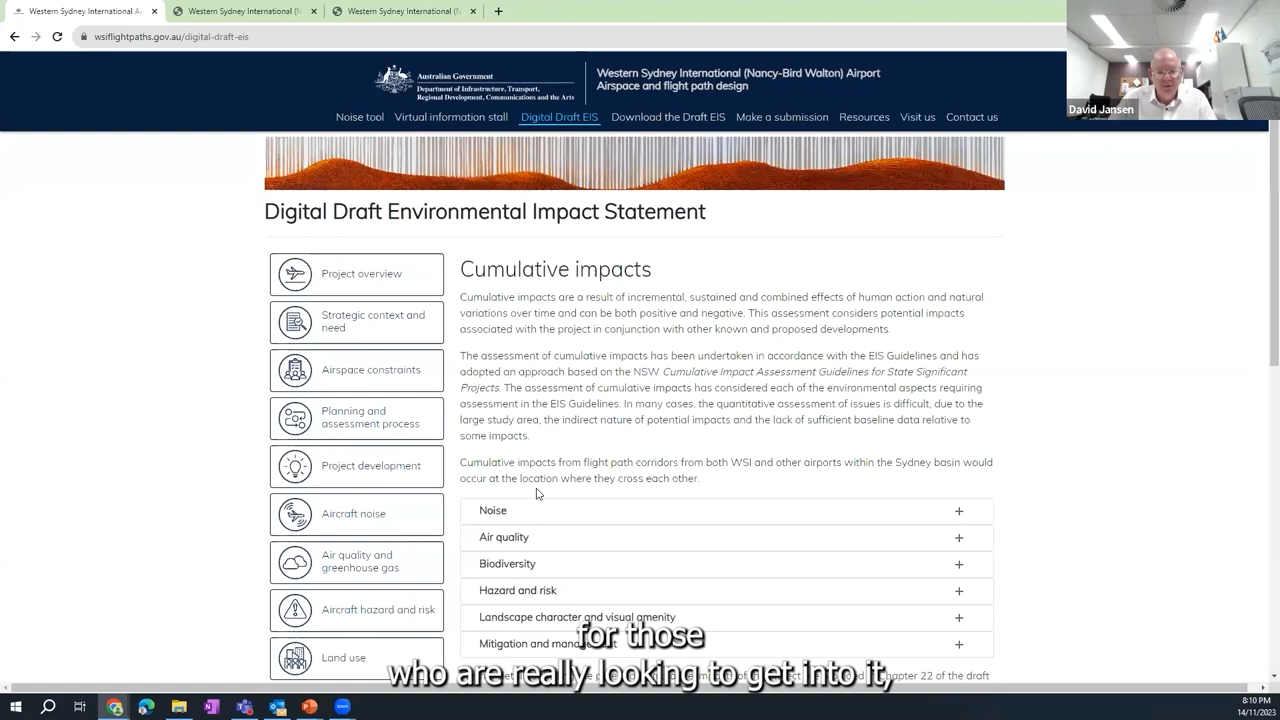 Western Sydney International A
Western Sydney International (N
Western Sydney International (N
wsiflightpaths.gov.au/digital-draft-eis
Australian Government
Department of Infrastructure, Transport,
Regional Development, Communications and the Arts
Western Sydney International (Nancy-Bird Walton) Airport
Airspace and flight path design
Noise tool
Virtual information stall
Digital Draft EIS
Download the Draft EIS
Make a submission
Resources
Visit us
Contact us
David Jansen
Digital Draft Environmental Impact Statement
Project overview
Strategic context and
need
Airspace constraints
Planning and
assessment process
Project development
Aircraft noise
Air quality and
greenhouse gas
Aircraft hazard and risk
Land use
Cumulative impacts
Cumulative impacts are a result of incremental, sustained and combined effects of human action and natural
variations over time and can be both positive and negative. This assessment considers potential impacts
associated with the project in conjunction with other known and proposed developments.
The assessment of cumulative impacts has been undertaken in accordance with the EIS Guidelines and has
adopted an approach based on the NSW Cumulative Impact Assessment Guidelines for State Significant
Projects. The assessment of cumulative impacts has considered each of the environmental aspects requiring
assessment in the EIS Guidelines. In many cases, the quantitative assessment of issues is difficult, due to the
large study area, the indirect nature of potential impacts and the lack of sufficient baseline data relative to
some impacts.
Cumulative impacts from flight path corridors from both WSI and other airports within the Sydney basin would
occur at the location where they cross each other.
Noise
Air quality
Biodiversity
Hazard and risk
Landscape character and visual amenity
Mitigation and
hapter 22 of the draft
for those
who are really looking to get into it,
8:10 PM
14/11/2023